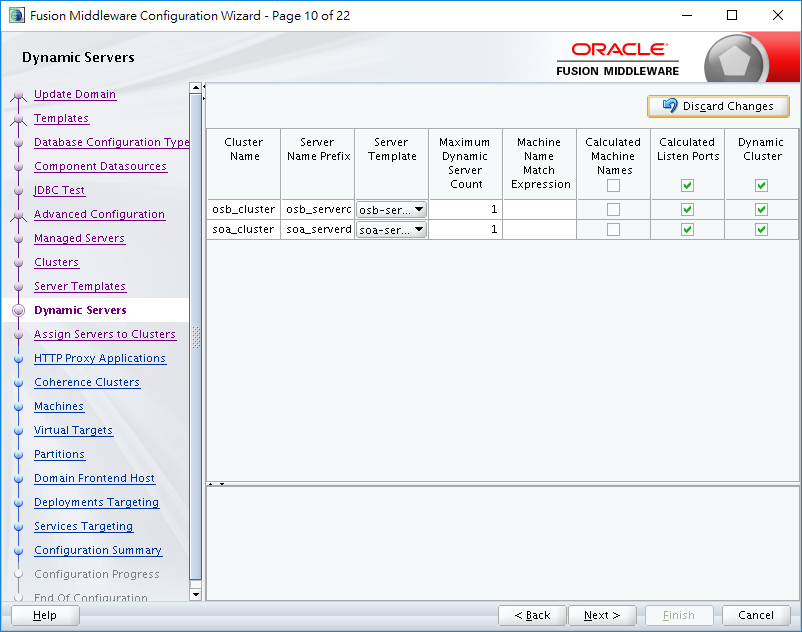 Fusion Middleware Configuration Wizard - Page 10 of 22
Dynamic Servers
ORACLE
FUSION MIDDLEWARE
Update Domain
Templates
Database Configuration Type
Component Datasources
JDBC Test
Advanced Configuration
Managed Servers
Clusters
Server Templates
Dynamic Servers
Assign Servers to Clusters
HTTP Proxy Applications
Coherence Clusters
Machines
Virtual Targets
Partitions
Domain Frontend Host
Deployments Targeting
Services Targeting
Configuration Summary
Configuration Progress
End Of Configuration
Discard Changes
Cluster Name Server Name Prefix Server Template Maximum Dynamic Server Count Machine Name Match Expression Calculated Machine Names Calculated Listen Ports Dynamic Cluster
osb_cluster osb_serverc osb-ser... 1
soa_cluster soa_serverd soa-ser... 1
Help
< Back
Next >
Finish
Cancel